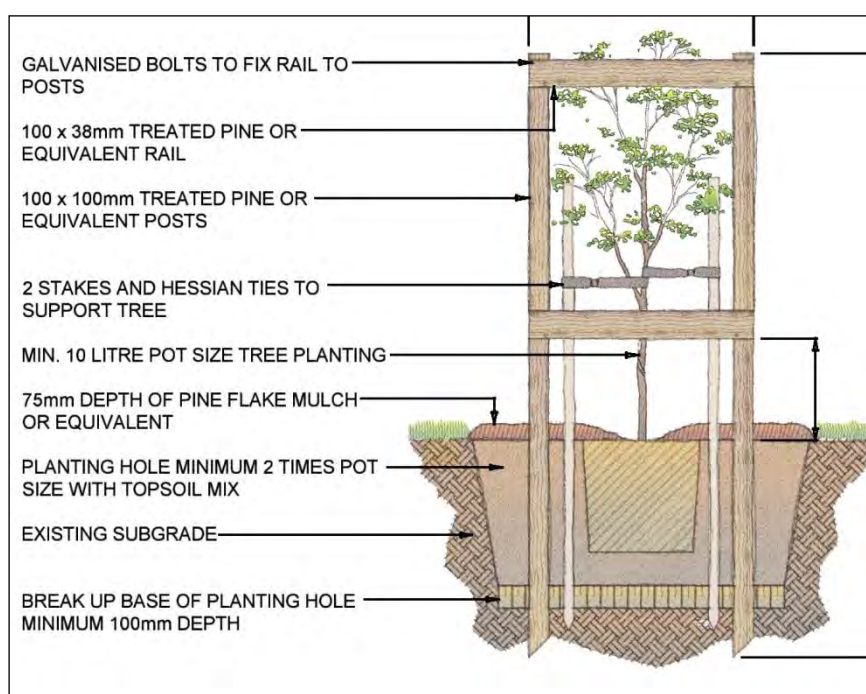 GALVANISED BOLTS TO FIX RAIL TO
POSTS
100 x 38mm TREATED PINE OR
EQUIVALENT RAIL
100 x 100mm TREATED PINE OR
EQUIVALENT POSTS
2 STAKES AND HESSIAN TIES TO
SUPPORT TREE
MIN. 10 LITRE POT SIZE TREE PLANTING
75mm DEPTH OF PINE FLAKE MULCH
OR EQUIVALENT
PLANTING HOLE MINIMUM 2 TIMES POT
SIZE WITH TOPSOIL MIX
EXISTING SUBGRADE
BREAK UP BASE OF PLANTING HOLE
MINIMUM 100mm DEPTH